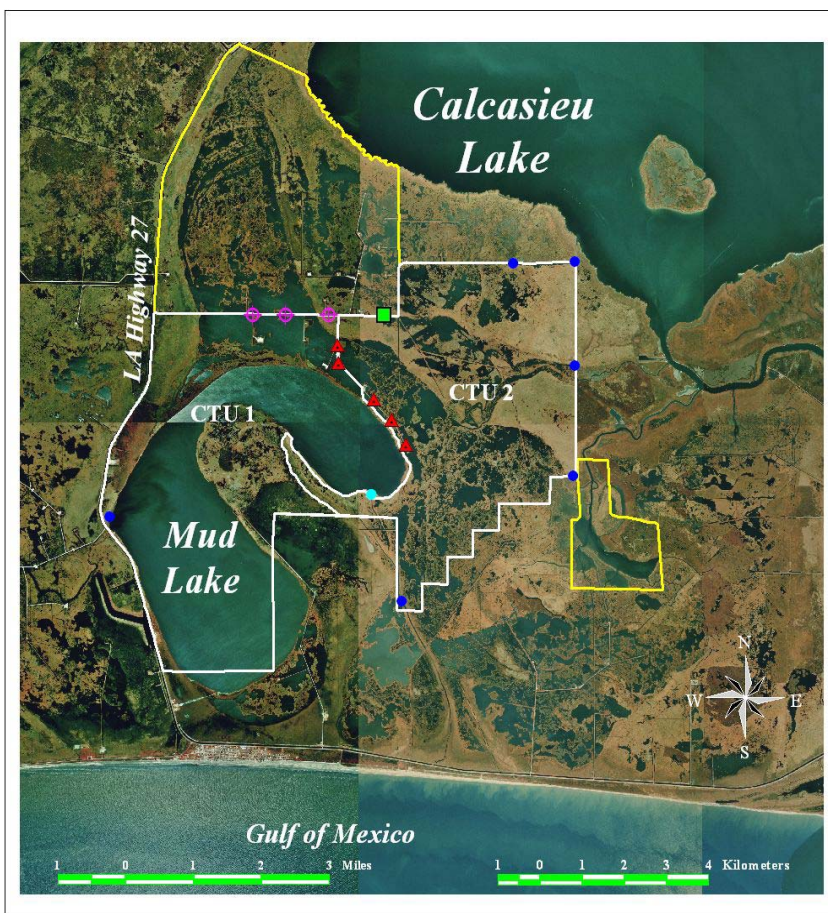 Calcasieu
Lake
LA Highway 27
CTU 1
CTU 2
Mud
Lake
N
W E
S
Gulf of Mexico
1 0 1 2 3 Miles
1 0 1 2 3 4 Kilometers